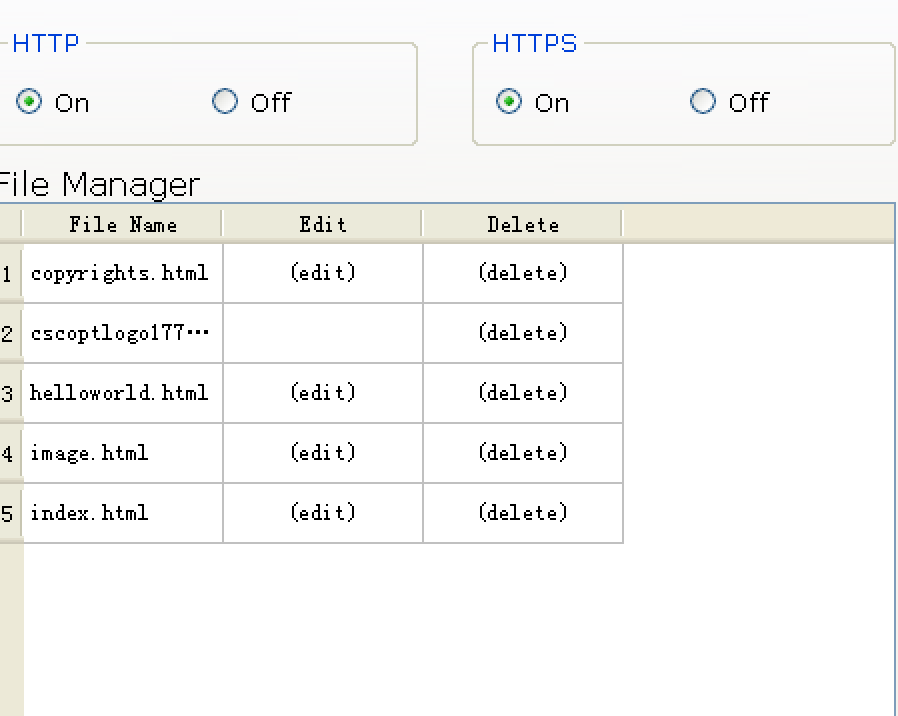 HTTP HTTPS
On Off On Off
File Manager
File Name Edit Delete
1 copyrights.html (edit) (delete)
2 cscoptlogo177··· (delete)
3 helloworld.html (edit) (delete)
4 image.html (edit) (delete)
5 index.html (edit) (delete)